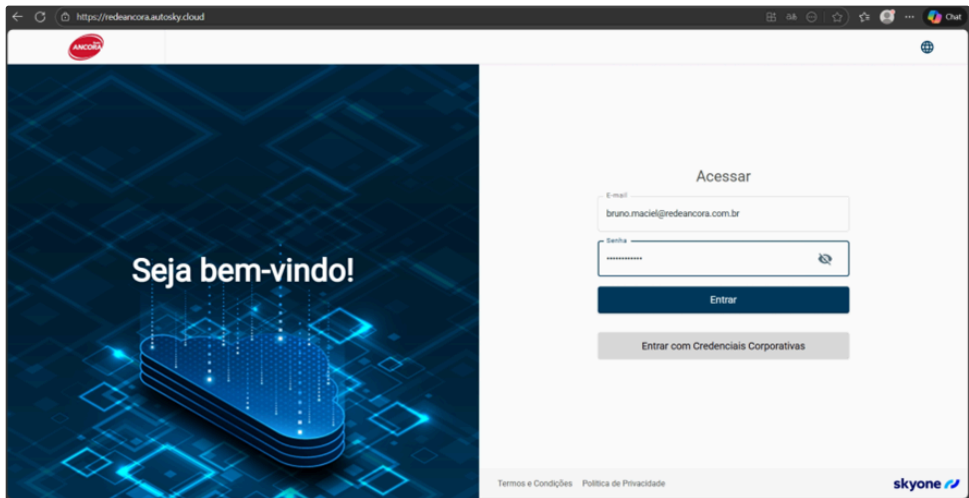 https://redeancora.autosky.cloud
Chat
ANCORA
Seja bem-vindo!
Acessar
E-mail
bruno.maciel@redeancora.com.br
Senha
••••••••••••
Entrar
Entrar com Credenciais Corporativas
Termos e Condições Política de Privacidade
skyone